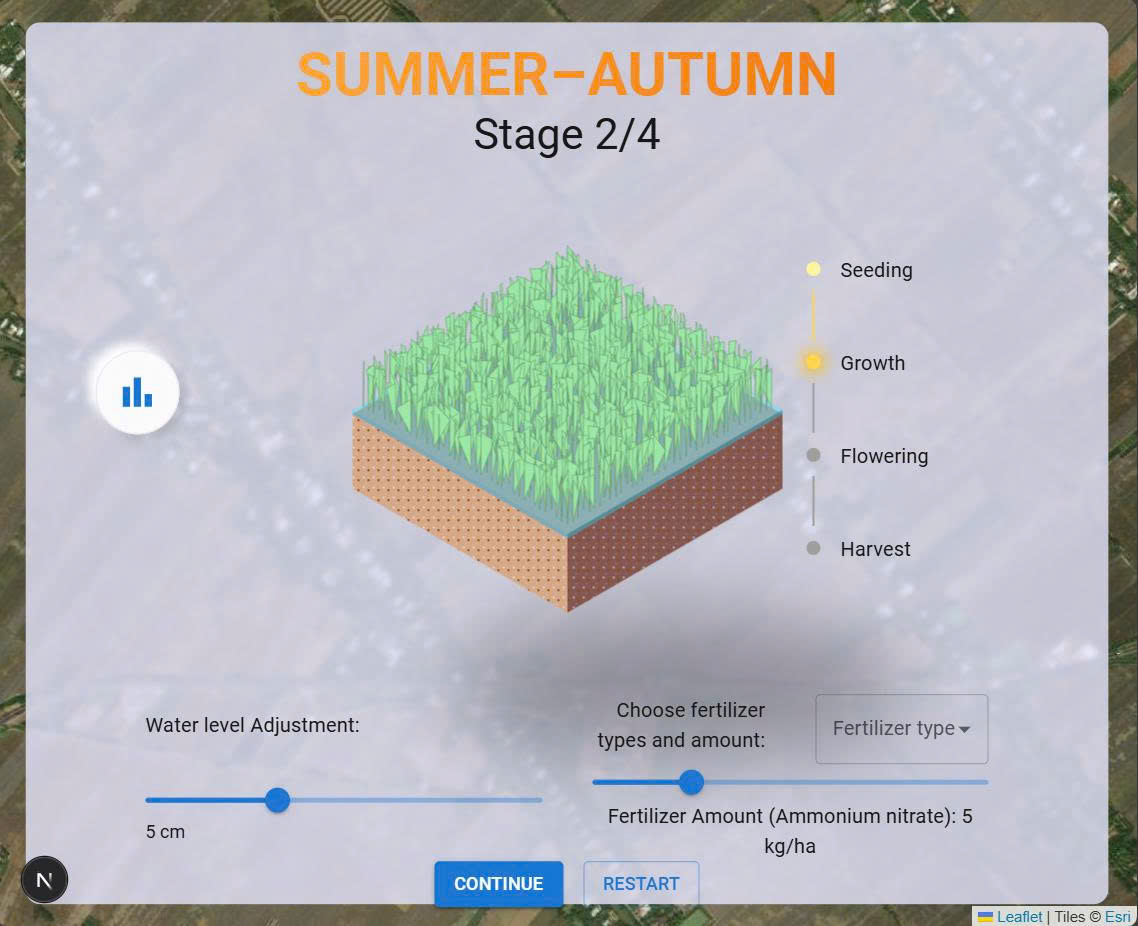 SUMMER–AUTUMN
Stage 2/4
Seeding
Growth
Flowering
Harvest
Water level Adjustment:
5 cm
Choose fertilizer
types and amount:
Fertilizer type
Fertilizer Amount (Ammonium nitrate): 5
kg/ha
CONTINUE
RESTART
N
Leaflet | Tiles © Esri